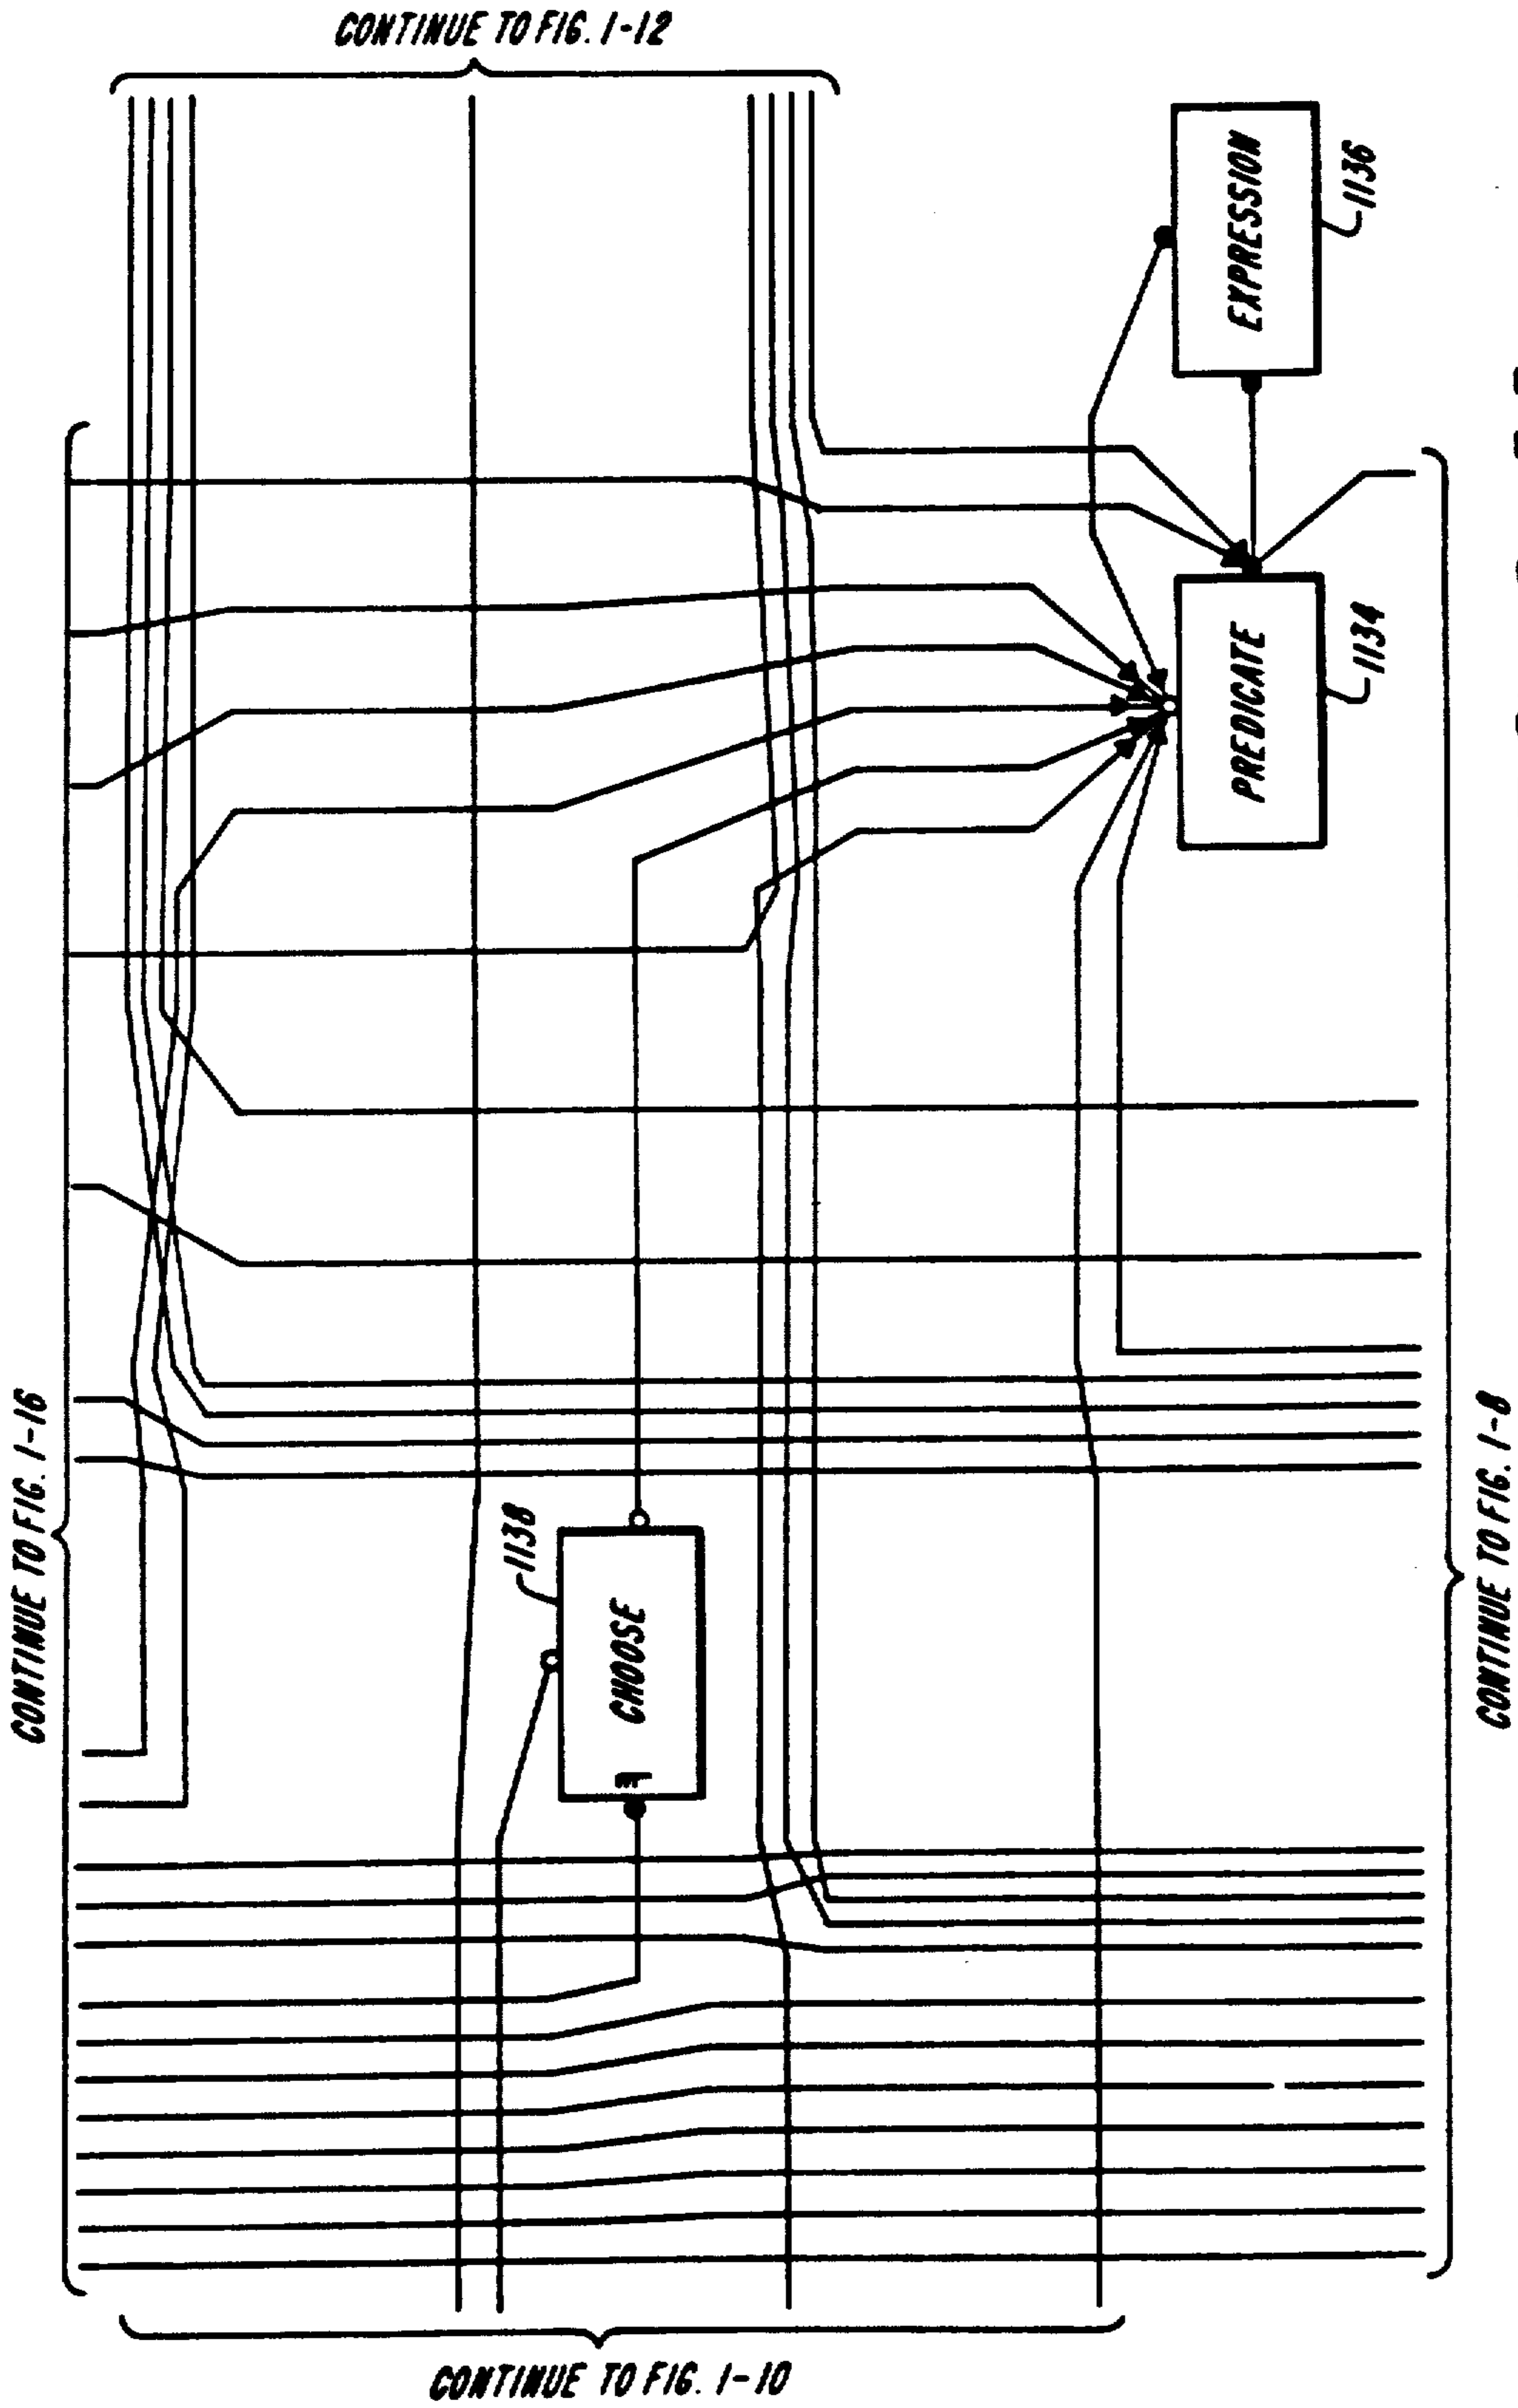 CONTINUE TO FIG. 1-12
CONTINUE TO FIG. 1-16
EXPRESSION
1136
PREDICATE
1134
1138
CHOOSE
E
CONTINUE TO FIG. 1-8
CONTINUE TO FIG. 1-10